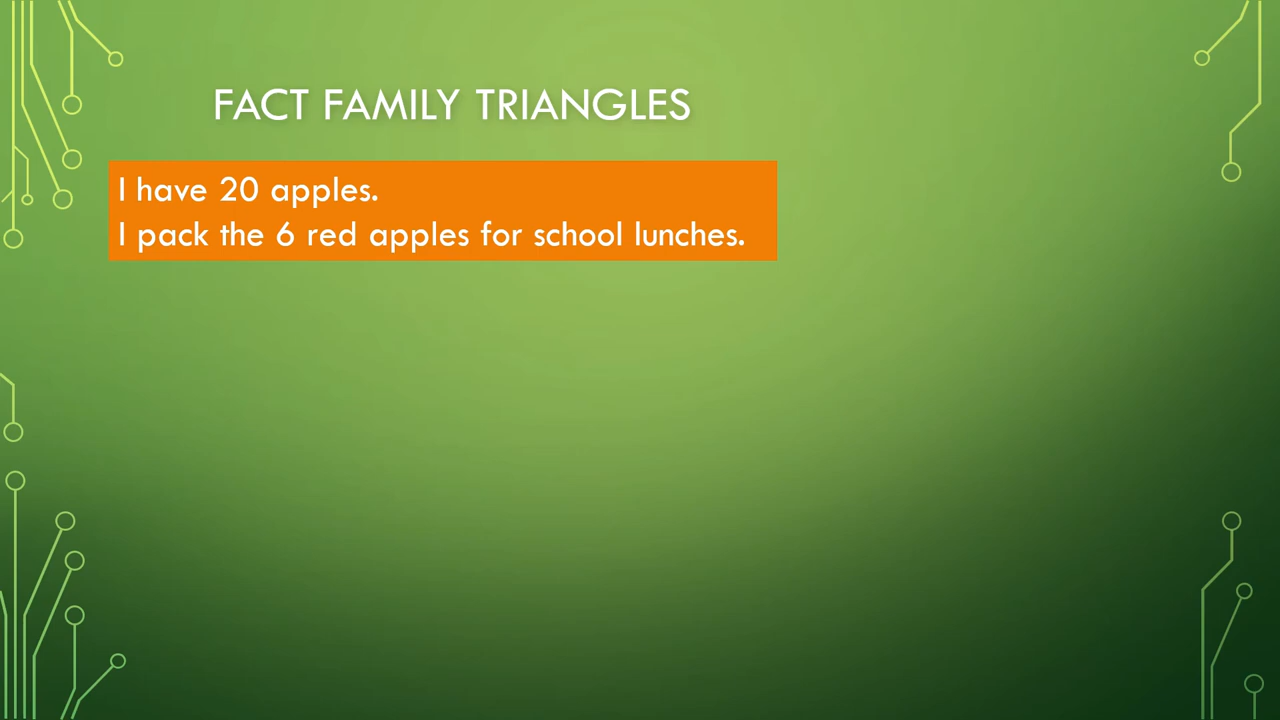 FACT FAMILY TRIANGLES
I have 20 apples.
I pack the 6 red apples for school lunches.